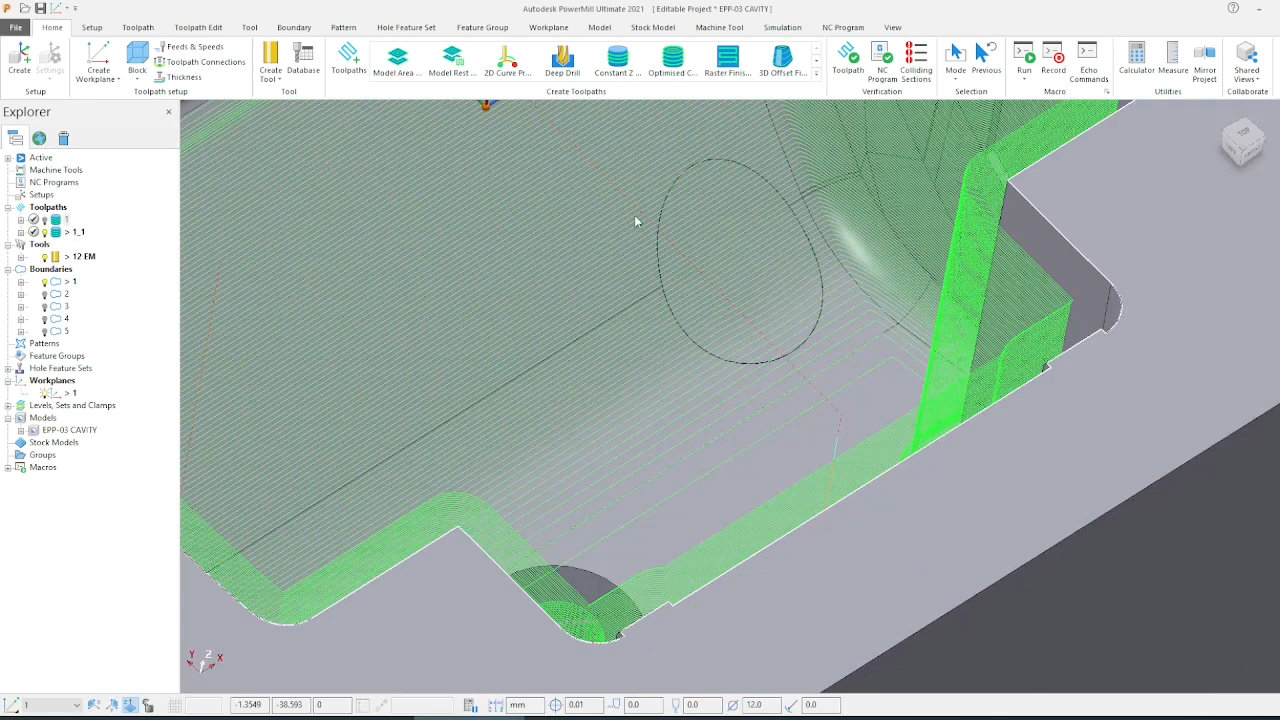 Autodesk PowerMill Ultimate 2021 [ Editable Project * EPP-03 CAVITY ]
File Home Setup Toolpath Toolpath Edit Tool Boundary Pattern Hole Feature Set Feature Group Workplane Model Stock Model Machine Tool Simulation NC Program View
Create Settings Create Workplane Block Feeds & Speeds Toolpath Connections Thickness Create Tool Database Toolpaths Model Area ... Model Rest ... 2D Curve Pr... Deep Drill Constant Z ... Optimised C... Raster Finis... 3D Offset Fi... Toolpath NC Program Colliding Sections Mode Previous Run Record Echo Commands Calculator Measure Mirror Project Shared Views
Setup Toolpath setup Tool Create Toolpaths Verification Selection Macro Utilities Collaborate
Explorer
Active
Machine Tools
NC Programs
Setups
Toolpaths
1
> 1_1
Tools
> 12 EM
Boundaries
> 1
2
3
4
5
Patterns
Feature Groups
Hole Feature Sets
Workplanes
> 1
Levels, Sets and Clamps
Models
EPP-03 CAVITY
Stock Models
Groups
Macros
TOP
Y Z X
1 -1.3549 -38.593 0 mm 0.01 0.0 0.0 12.0 0.0